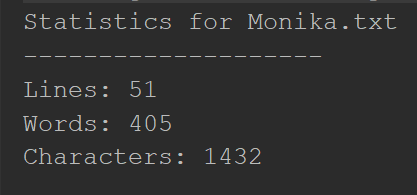 Statistics for Monika.txt
--------------------
Lines: 51
Words: 405
Characters: 1432